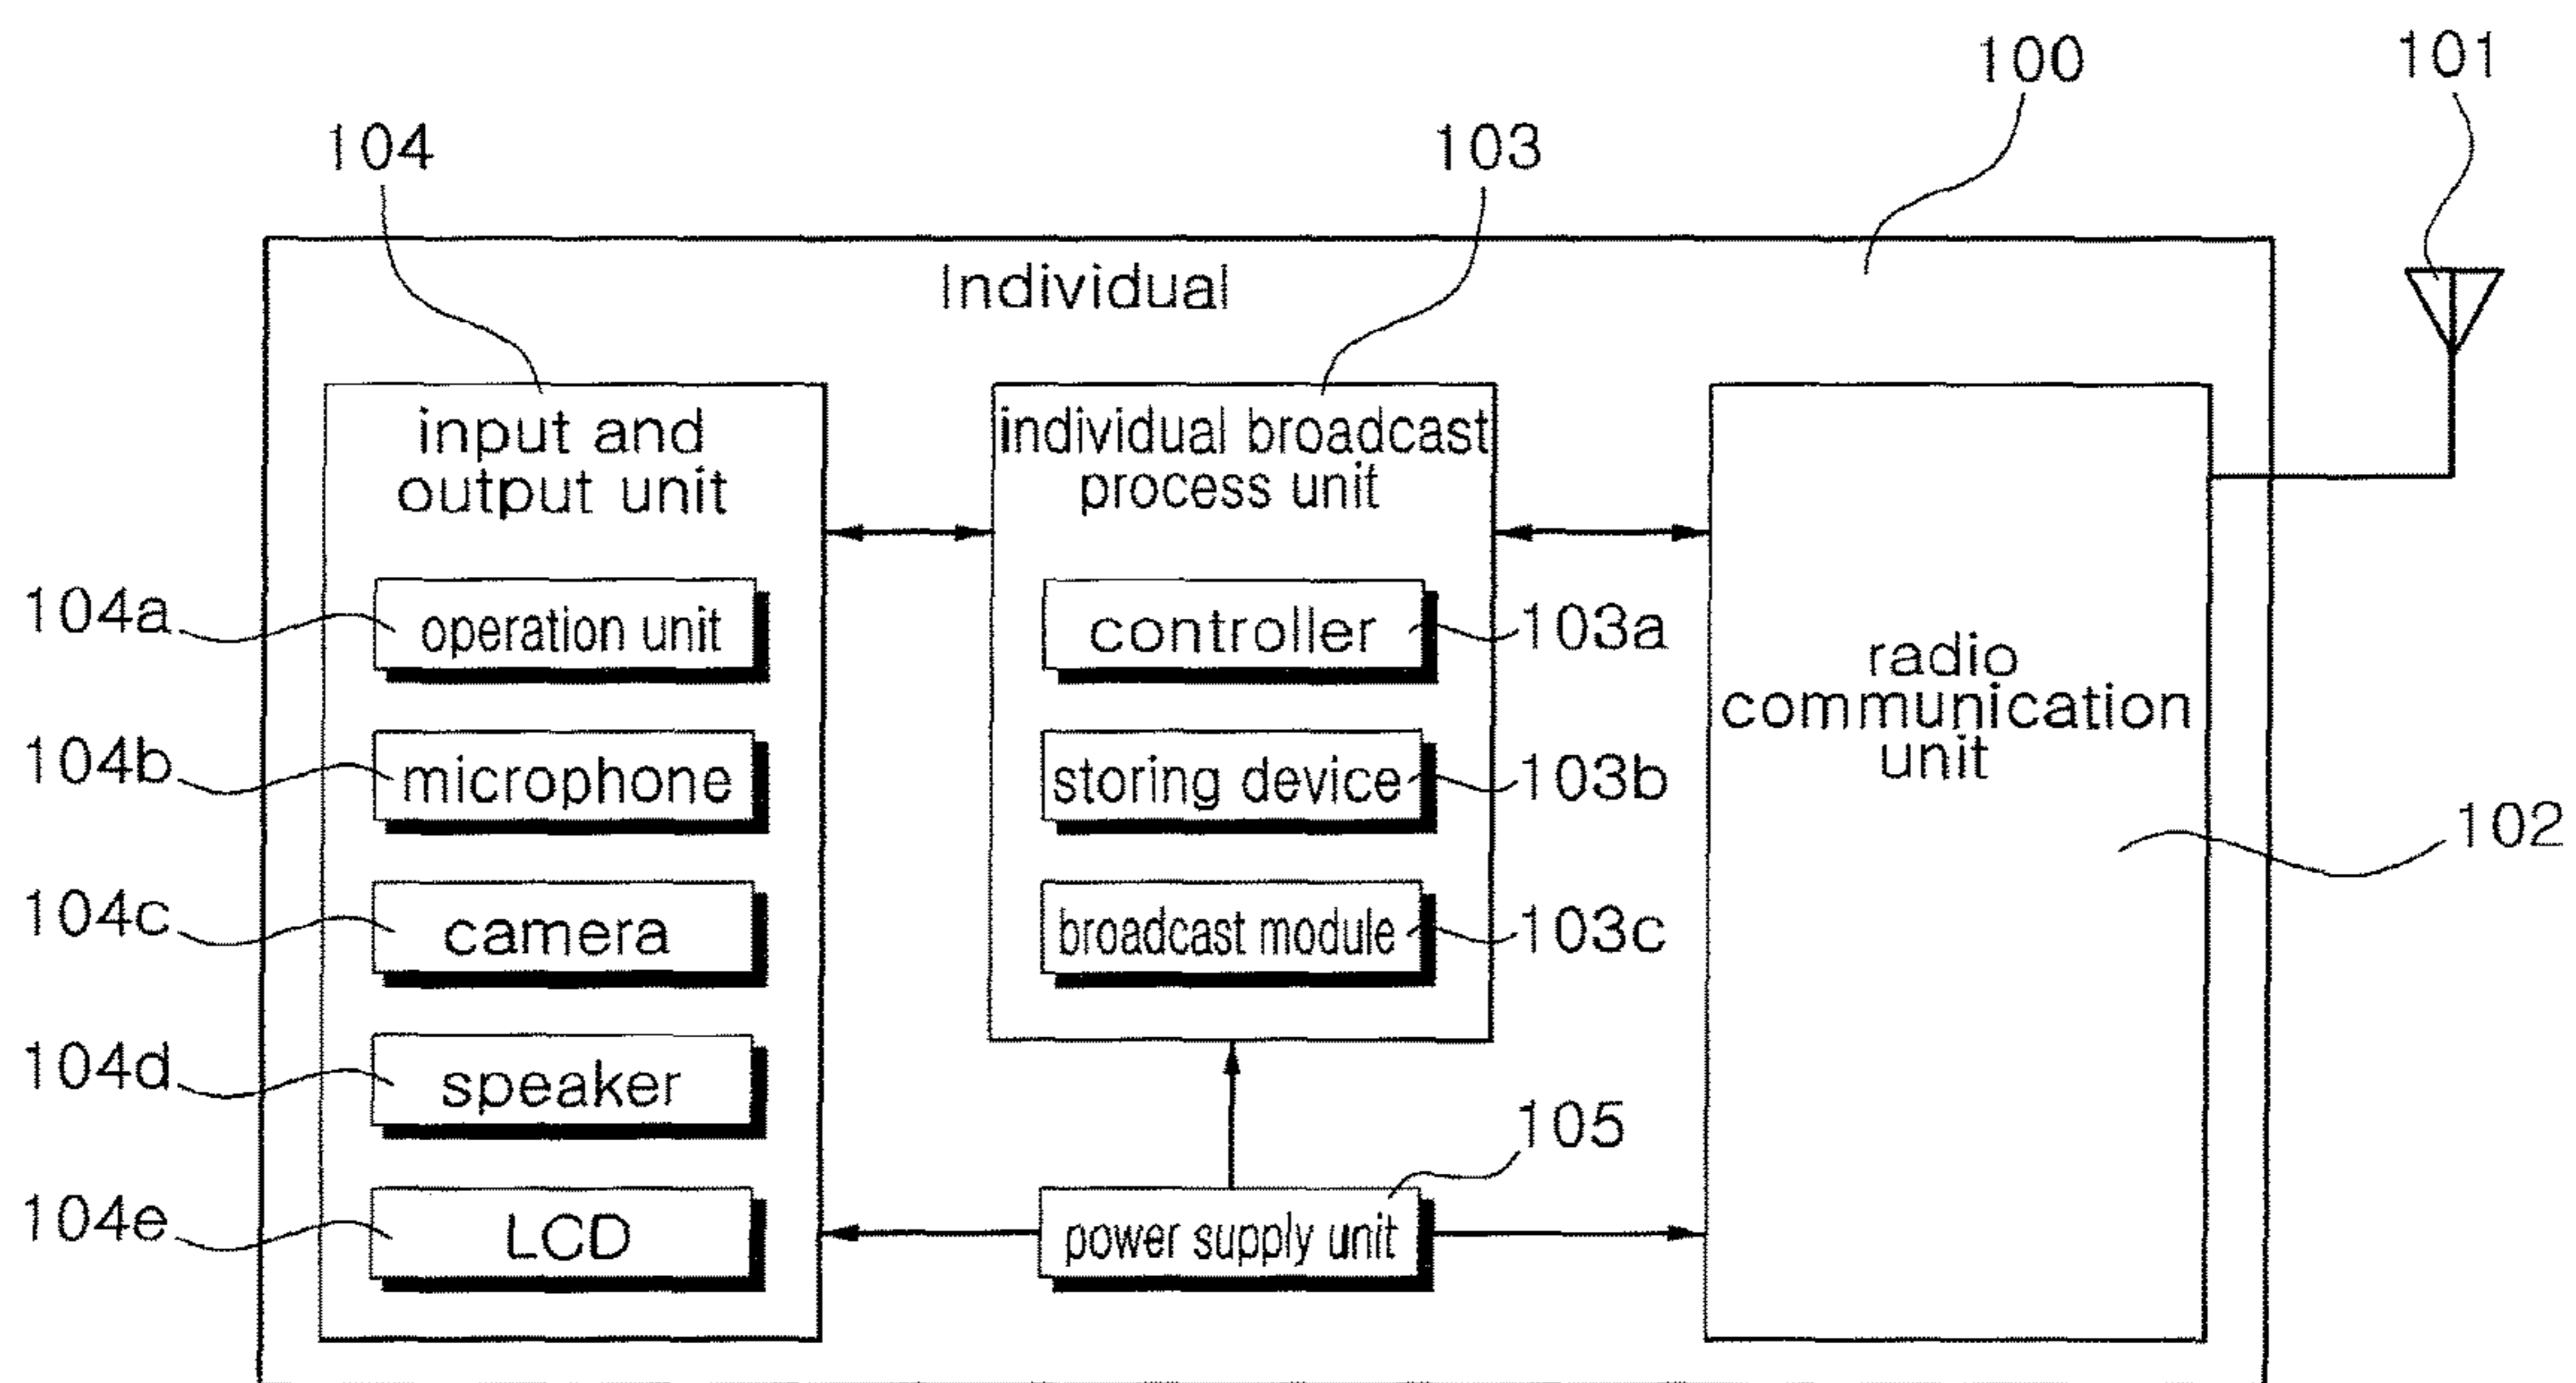 100
101
104
103
Individual
input and
output unit
individual broadcast
process unit
104a
operation unit
controller
103a
radio
communication
unit
104b
microphone
storing device
103b
102
104c
camera
broadcast module
103c
104d
speaker
105
104e
LCD
power supply unit